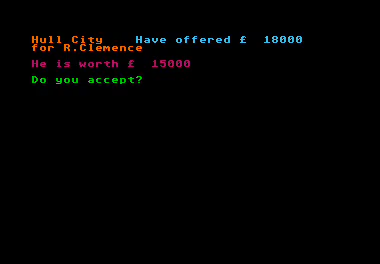 Hull City    Have offered £  18000
for R.Clemence
He is worth £  15000
Do you accept?